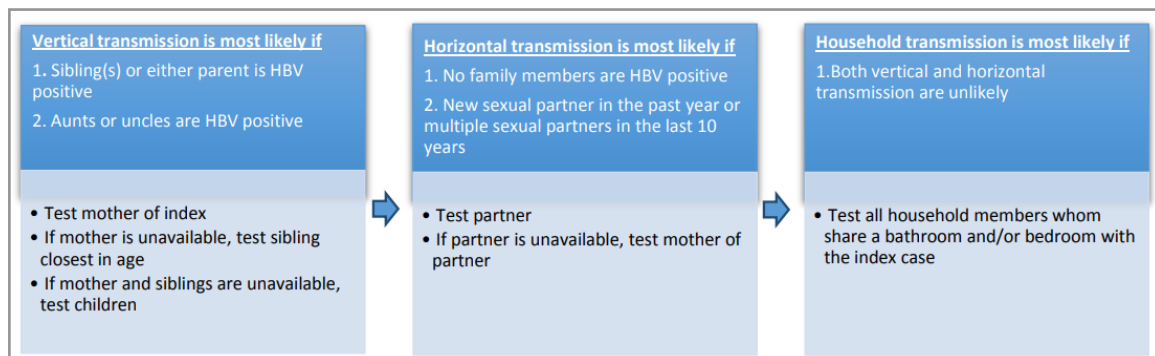 Vertical transmission is most likely if
1. Sibling(s) or either parent is HBV
positive
2. Aunts or uncles are HBV positive
• Test mother of index
• If mother is unavailable, test sibling
closest in age
• If mother and siblings are unavailable,
test children
Horizontal transmission is most likely if
1. No family members are HBV positive
2. New sexual partner in the past year or
multiple sexual partners in the last 10
years
• Test partner
• If partner is unavailable, test mother of
partner
Household transmission is most likely if
1.Both vertical and horizontal
transmission are unlikely
• Test all household members whom
share a bathroom and/or bedroom with
the index case